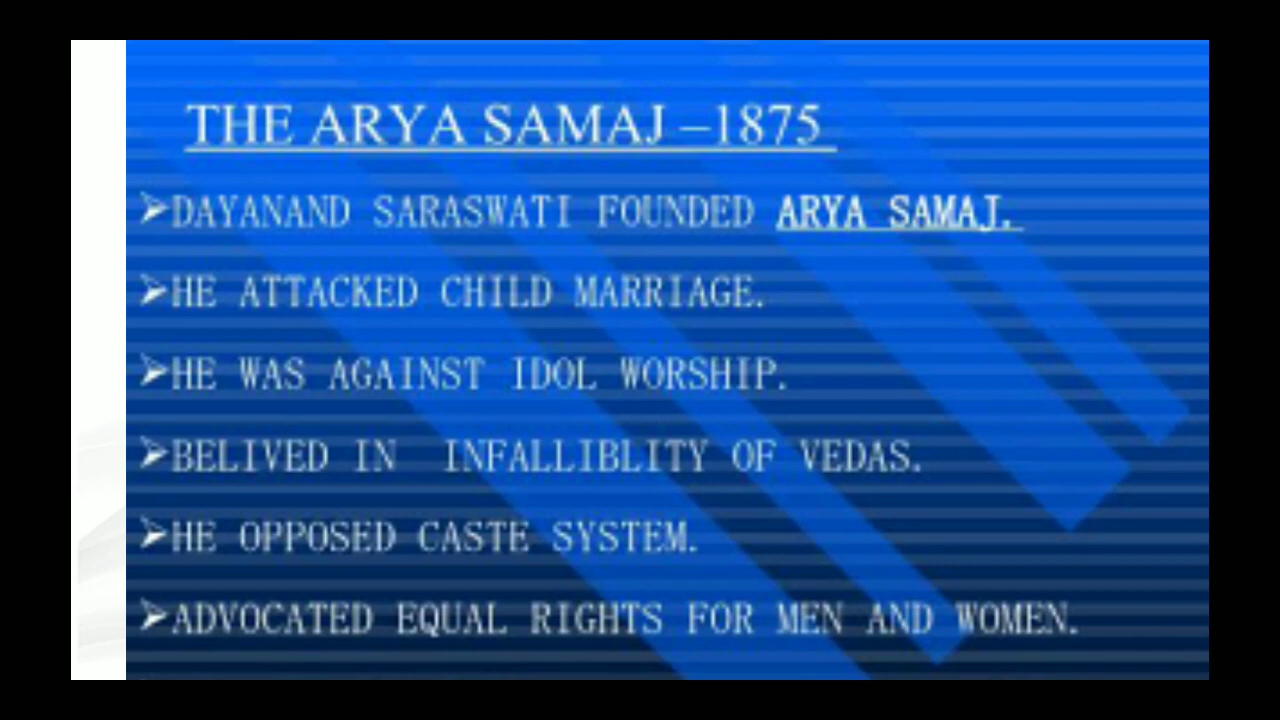 THE ARYA SAMAJ –1875
➢DAYANAND SARASWATI FOUNDED ARYA SAMAJ.
➢HE ATTACKED CHILD MARRIAGE.
➢HE WAS AGAINST IDOL WORSHIP.
➢BELIVED IN INFALLIBLITY OF VEDAS.
➢HE OPPOSED CASTE SYSTEM.
➢ADVOCATED EQUAL RIGHTS FOR MEN AND WOMEN.